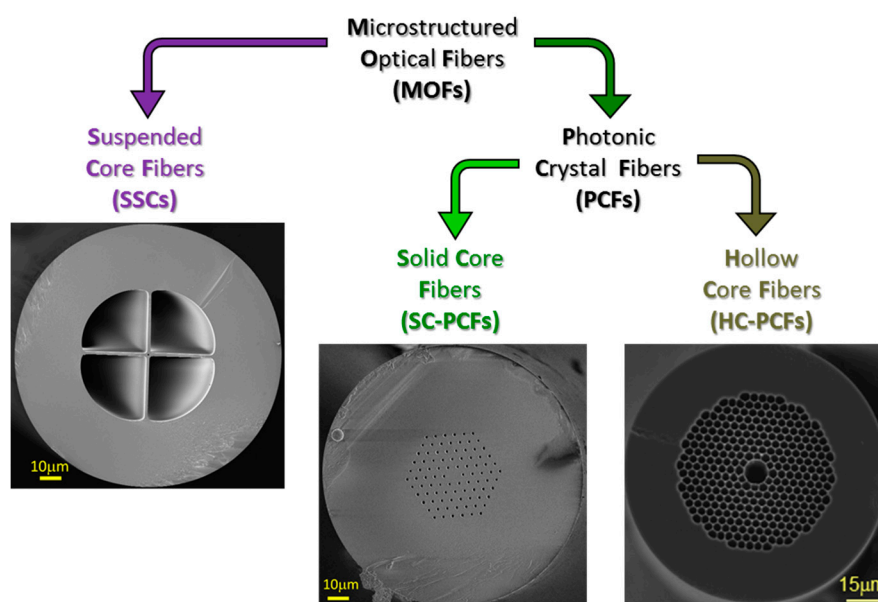 Microstructured
Optical Fibers
(MOFs)
Suspended
Core Fibers
(SSCs)
Photonic
Crystal Fibers
(PCFs)
Solid Core
Fibers
(SC-PCFs)
Hollow
Core Fibers
(HC-PCFs)
10μm
10μm
15μm